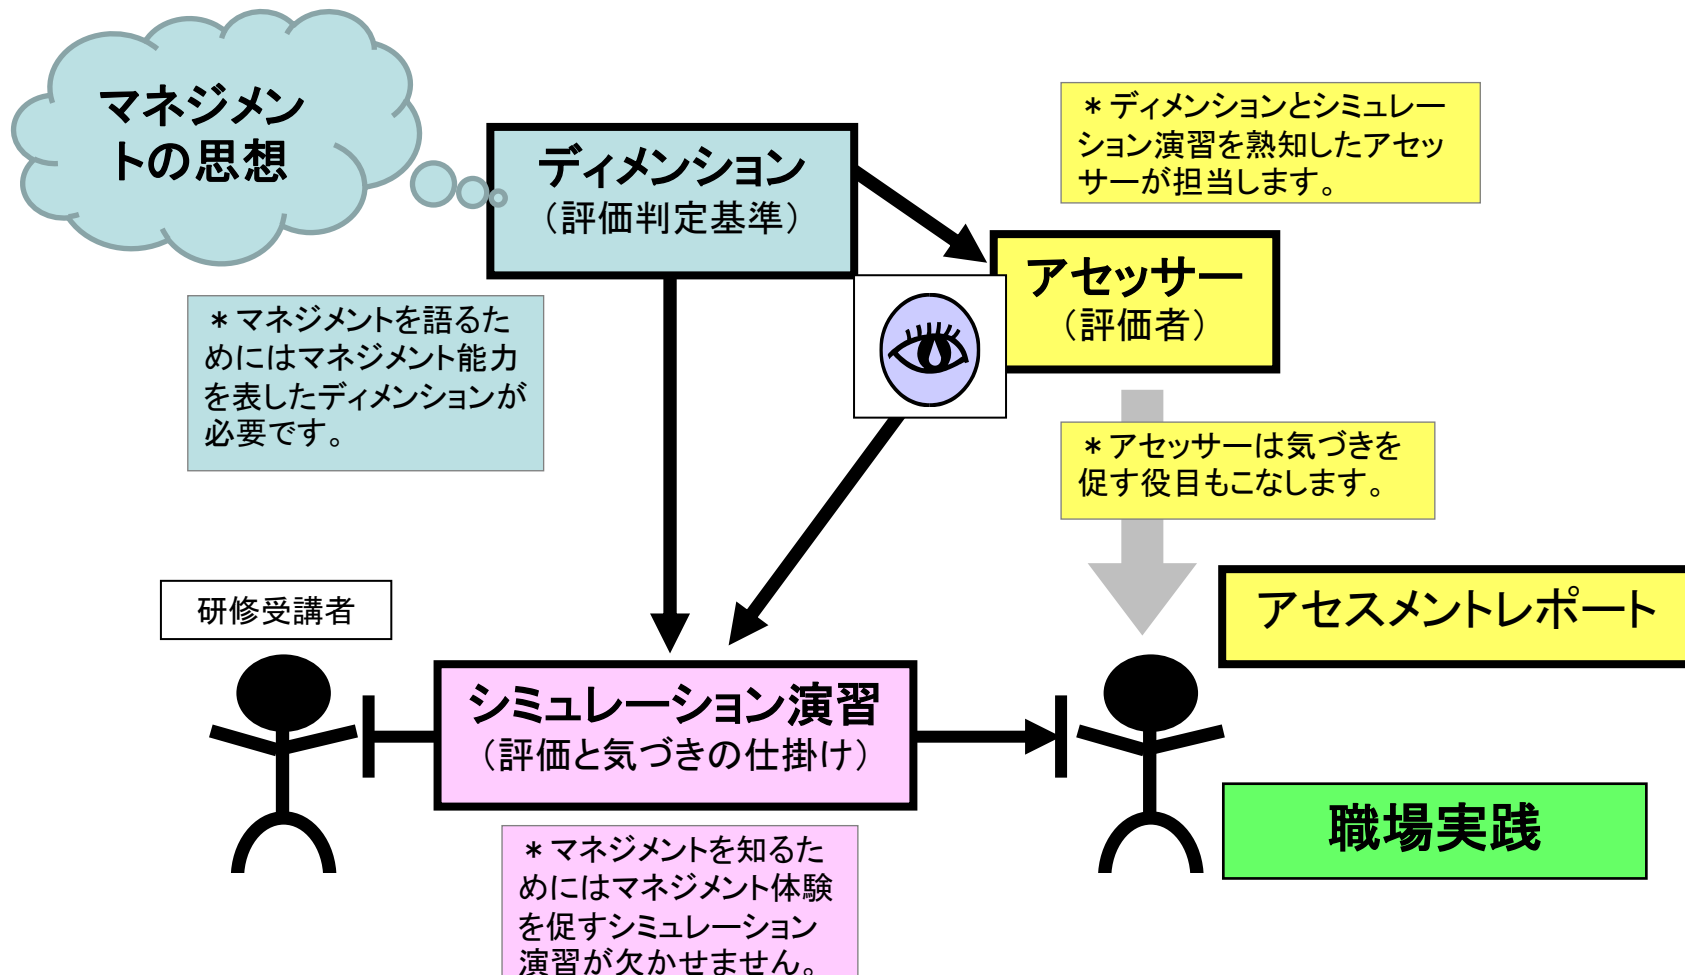 マネジメン
トの思想
ディメンション
（評価判定基準）
＊ディメンションとシミュレー
ション演習を熟知したアセッ
サーが担当します。
アセッサー
（評価者）
＊マネジメントを語るた
めにはマネジメント能力
を表したディメンションが
必要です。
＊アセッサーは気づきを
促す役目もこなします。
研修受講者
アセスメントレポート
シミュレーション演習
（評価と気づきの仕掛け）
職場実践
＊マネジメントを知るた
めにはマネジメント体験
を促すシミュレーション
演習が欠かせません。